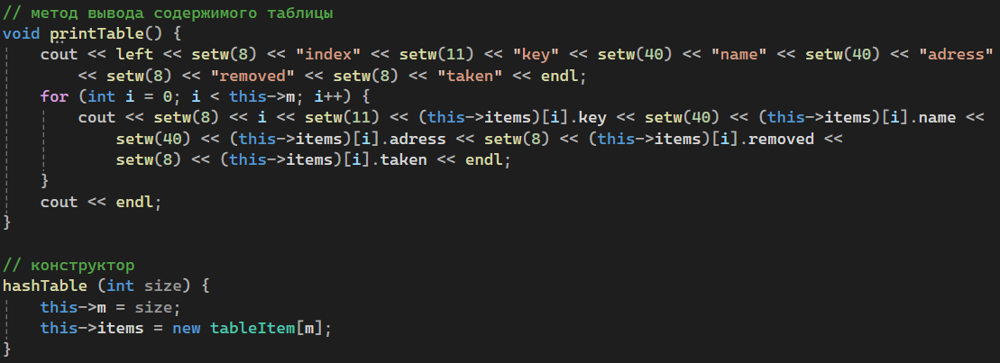 // метод вывода содержимого таблицы
void printTable() {
    cout << left << setw(8) << "index" << setw(11) << "key" << setw(40) << "name" << setw(40) << "adress"
        << setw(8) << "removed" << setw(8) << "taken" << endl;
    for (int i = 0; i < this->m; i++) {
        cout << setw(8) << i << setw(11) << (this->items)[i].key << setw(40) << (this->items)[i].name <<
            setw(40) << (this->items)[i].adress << setw(8) << (this->items)[i].removed <<
            setw(8) << (this->items)[i].taken << endl;
    }
    cout << endl;
}

// конструктор
hashTable (int size) {
    this->m = size;
    this->items = new tableItem[m];
}